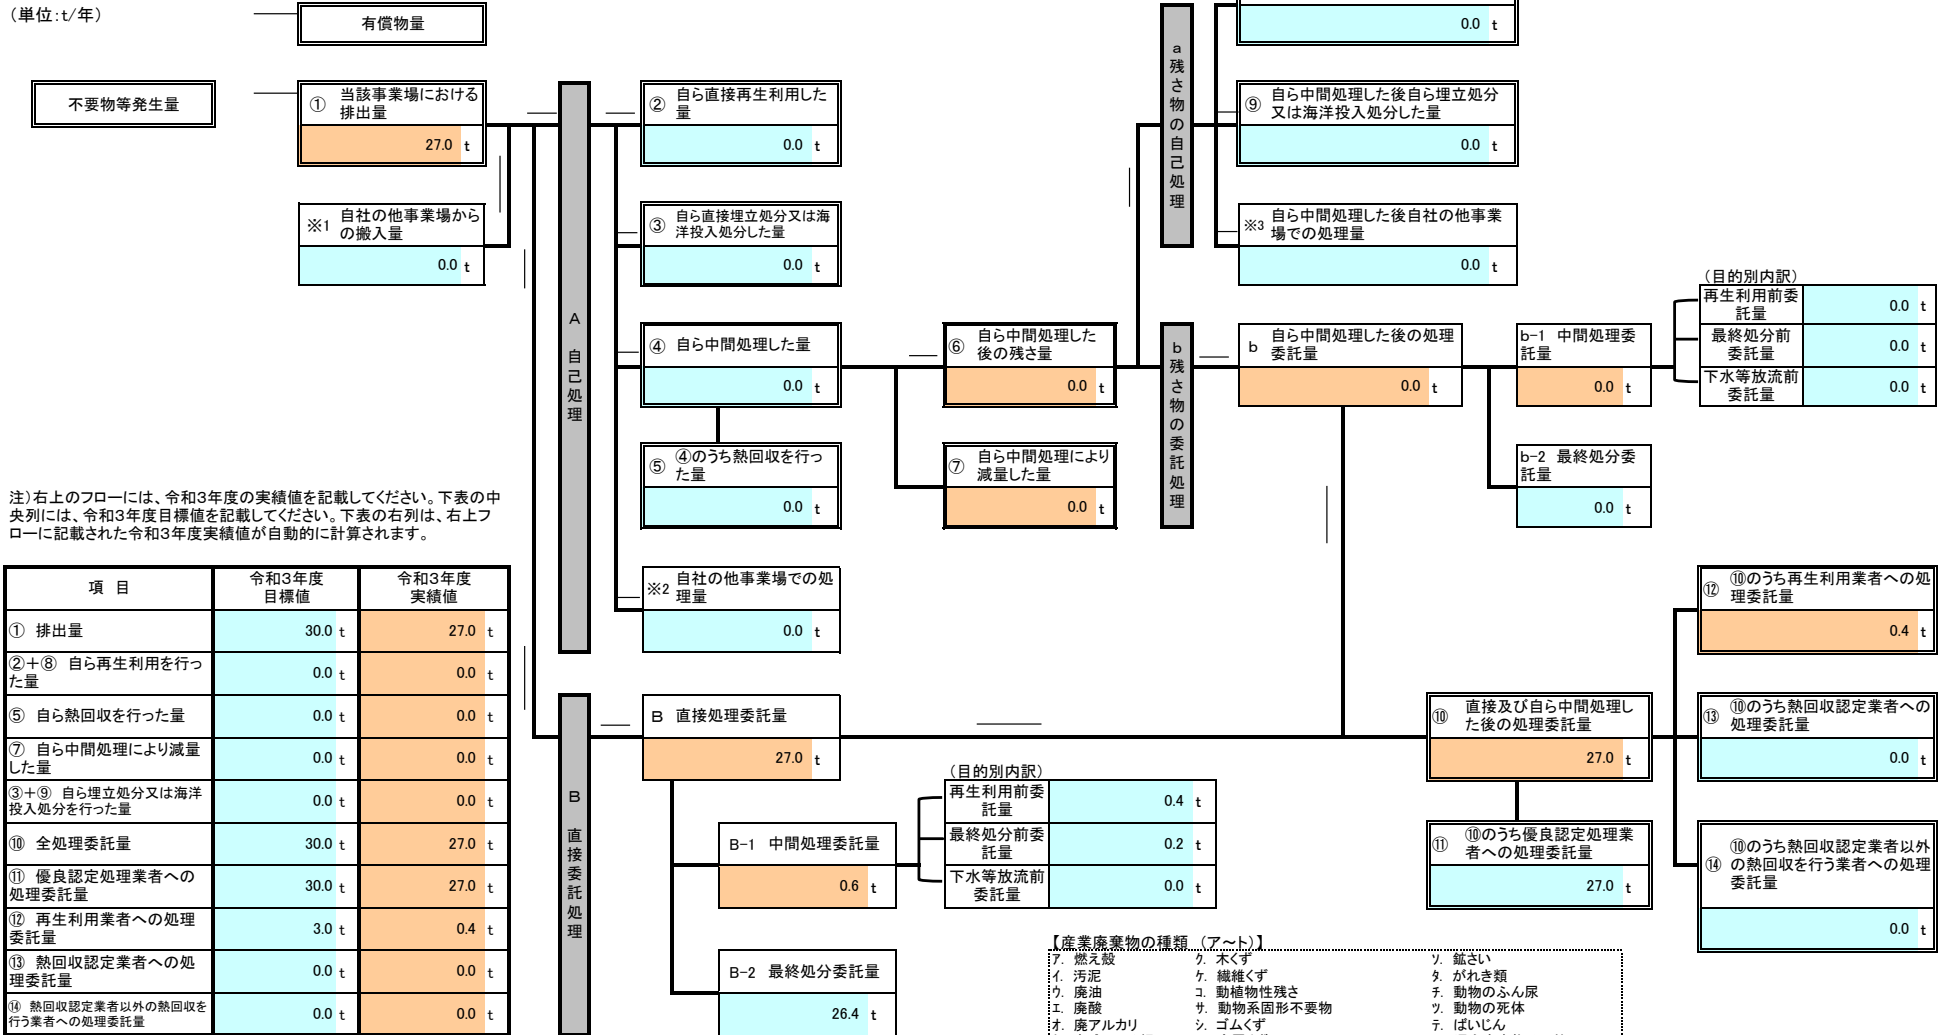 (単位:t/年)
有償物量
不要物等発生量
① 当該事業場における
排出量
27.0 t
※1 自社の他事業場から
の搬入量
0.0 t
A 自己処理
② 自ら直接再生利用した
量
0.0 t
③ 自ら直接埋立処分又は海
洋投入処分した量
0.0 t
④ 自ら中間処理した量
0.0 t
⑤ ④のうち熱回収を行っ
た量
0.0 t
※2 自社の他事業場での処
理量
0.0 t
⑥ 自ら中間処理した
後の残さ量
0.0 t
⑦ 自ら中間処理により
減量した量
0.0 t
a 残さ物の自己処理
0.0 t
⑨ 自ら中間処理した後自ら埋立処分
又は海洋投入処分した量
0.0 t
※3 自ら中間処理した後自社の他事業
場での処理量
0.0 t
b 残さ物の委託処理
b 自ら中間処理した後の処理
委託量
0.0 t
b-1 中間処理委
託量
0.0 t
b-2 最終処分委
託量
0.0 t
(目的別内訳)
再生利用前委
託量
0.0 t
最終処分前
委託量
0.0 t
下水等放流前
委託量
0.0 t
注)右上のフローには、令和3年度の実績値を記載してください。下表の中
央列には、令和3年度目標値を記載してください。下表の右列は、右上フ
ローに記載された令和3年度実績値が自動的に計算されます。
項 目
令和3年度
目標値
令和3年度
実績値
① 排出量 30.0 t 27.0 t
②+⑧ 自ら再生利用を行っ
た量 0.0 t 0.0 t
⑤ 自ら熱回収を行った量 0.0 t 0.0 t
⑦ 自ら中間処理により減量
した量 0.0 t 0.0 t
③+⑨ 自ら埋立処分又は海洋
投入処分を行った量 0.0 t 0.0 t
⑩ 全処理委託量 30.0 t 27.0 t
⑪ 優良認定処理業者への
処理委託量 30.0 t 27.0 t
⑫ 再生利用業者への処理
委託量 3.0 t 0.4 t
⑬ 熱回収認定業者への処
理委託量 0.0 t 0.0 t
⑭ 熱回収認定業者以外の熱回収を
行う業者への処理委託量 0.0 t 0.0 t
B 直接委託処理
B 直接処理委託量
27.0 t
B-1 中間処理委託量
0.6 t
B-2 最終処分委託量
26.4 t
(目的別内訳)
再生利用前委
託量
0.4 t
最終処分前委
託量
0.2 t
下水等放流前
委託量
0.0 t
⑩ 直接及び自ら中間処理し
た後の処理委託量
27.0 t
⑪ ⑩のうち優良認定処理業
者への処理委託量
27.0 t
⑫ ⑩のうち再生利用業者への処
理委託量
0.4 t
⑬ ⑩のうち熱回収認定業者への
処理委託量
0.0 t
⑭ ⑩のうち熱回収認定業者以外
の熱回収を行う業者への処理
委託量
0.0 t
【産業廃棄物の種類 (ア~ト)】
ア. 燃え殻 ク. 木くず ソ. 鉱さい
イ. 汚泥 ケ. 繊維くず タ. がれき類
ウ. 廃油 コ. 動植物性残さ チ. 動物のふん尿
エ. 廃酸 サ. 動物系固形不要物 ツ. 動物の死体
オ. 廃アルカリ シ. ゴムくず テ. ばいじん